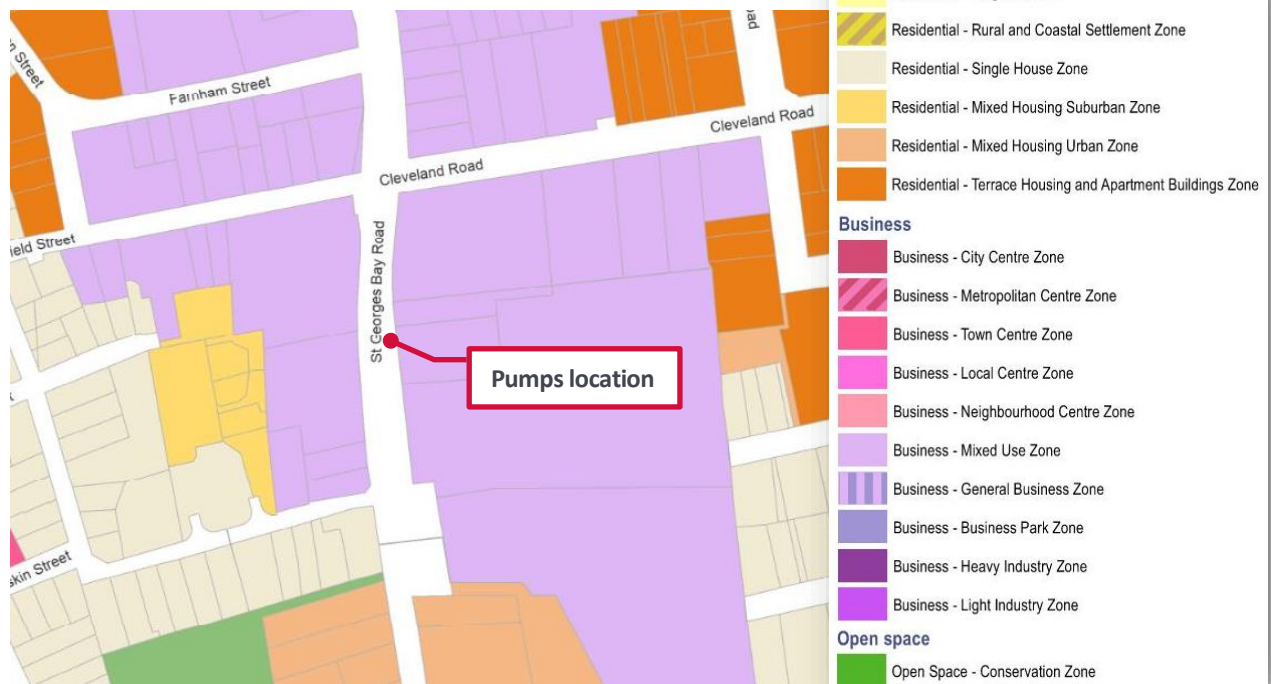 Street
Farnham Street
Cleveland Road
Cleveland Road
St Georges Bay Road
Pumps location
Residential - Rural and Coastal Settlement Zone
Residential - Single House Zone
Residential - Mixed Housing Suburban Zone
Residential - Mixed Housing Urban Zone
Residential - Terrace Housing and Apartment Buildings Zone
Business
Business - City Centre Zone
Business - Metropolitan Centre Zone
Business - Town Centre Zone
Business - Local Centre Zone
Business - Neighbourhood Centre Zone
Business - Mixed Use Zone
Business - General Business Zone
Business - Business Park Zone
Business - Heavy Industry Zone
Business - Light Industry Zone
Open space
Open Space - Conservation Zone
ield Street
skin Street
oad